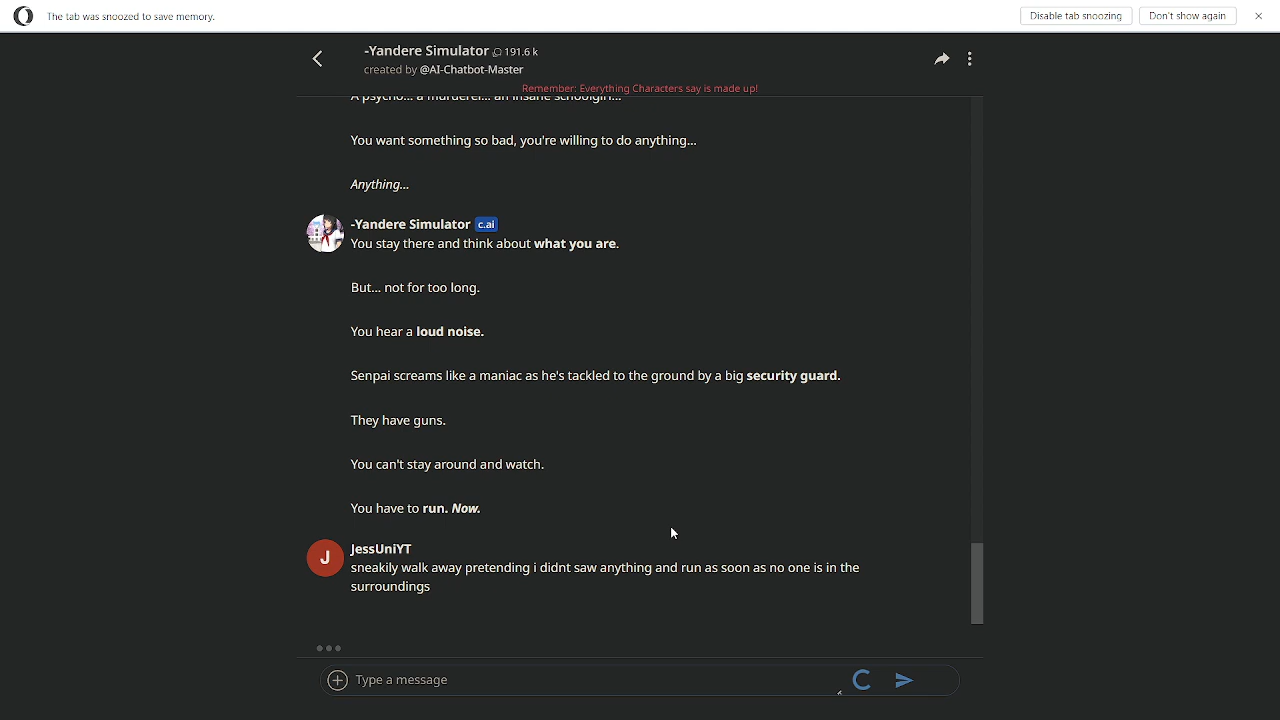 The tab was snoozed to save memory.
Disable tab snoozing
Don't show again
-Yandere Simulator 191.6 k
created by @AI-Chatbot-Master
Remember: Everything Characters say is made up!
A psycho... a murderer... an insane schoolgirl...
You want something so bad, you're willing to do anything...
Anything...
-Yandere Simulator c.ai
You stay there and think about what you are.
But... not for too long.
You hear a loud noise.
Senpai screams like a maniac as he's tackled to the ground by a big security guard.
They have guns.
You can't stay around and watch.
You have to run. Now.
J
JessUniYT
sneakily walk away pretending i didnt saw anything and run as soon as no one is in the
surroundings
Type a message